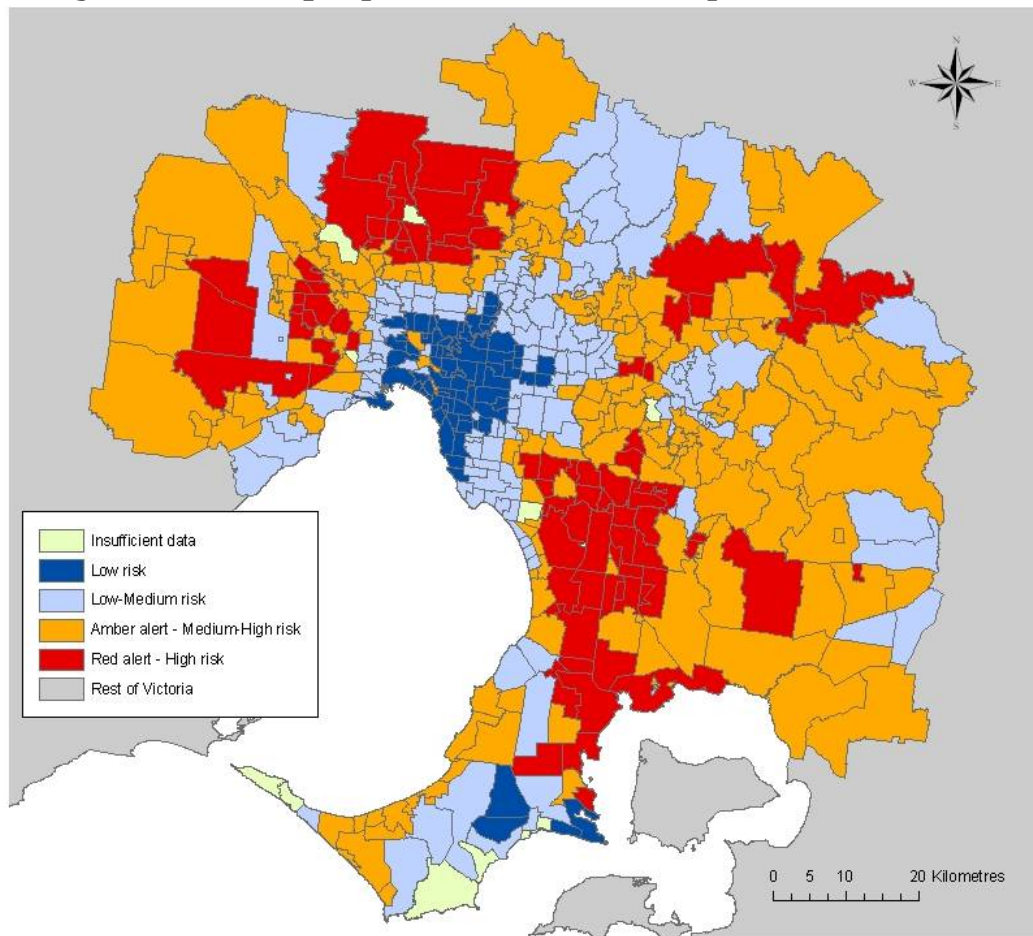 N
W E
S
Insufficient data
Low risk
Low-Medium risk
Amber alert - Medium-High risk
Red alert - High risk
Rest of Victoria
0 5 10 20 Kilometres